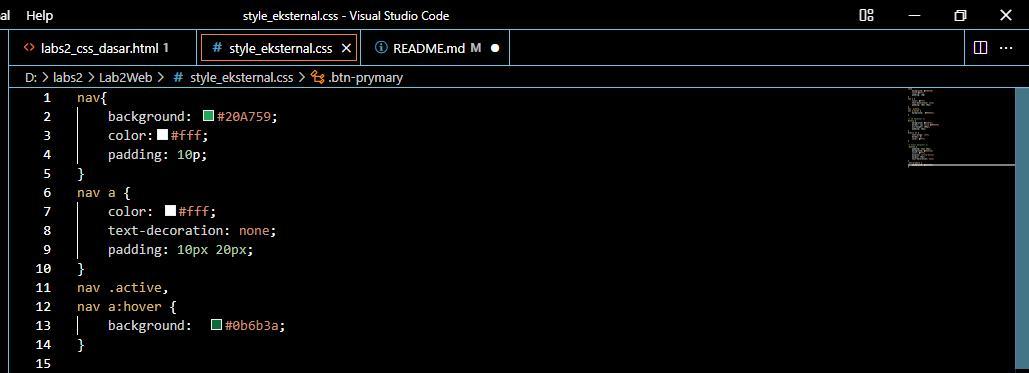 al Help style_eksternal.css - Visual Studio Code
labs2_css_dasar.html 1 # style_eksternal.css README.md M
D: > labs2 > Lab2Web > # style_eksternal.css > .btn-prymary
1 nav{
2 background: #20A759;
3 color: #fff;
4 padding: 10p;
5 }
6 nav a {
7 color: #fff;
8 text-decoration: none;
9 padding: 10px 20px;
10 }
11 nav .active,
12 nav a:hover {
13 background: #0b6b3a;
14 }
15